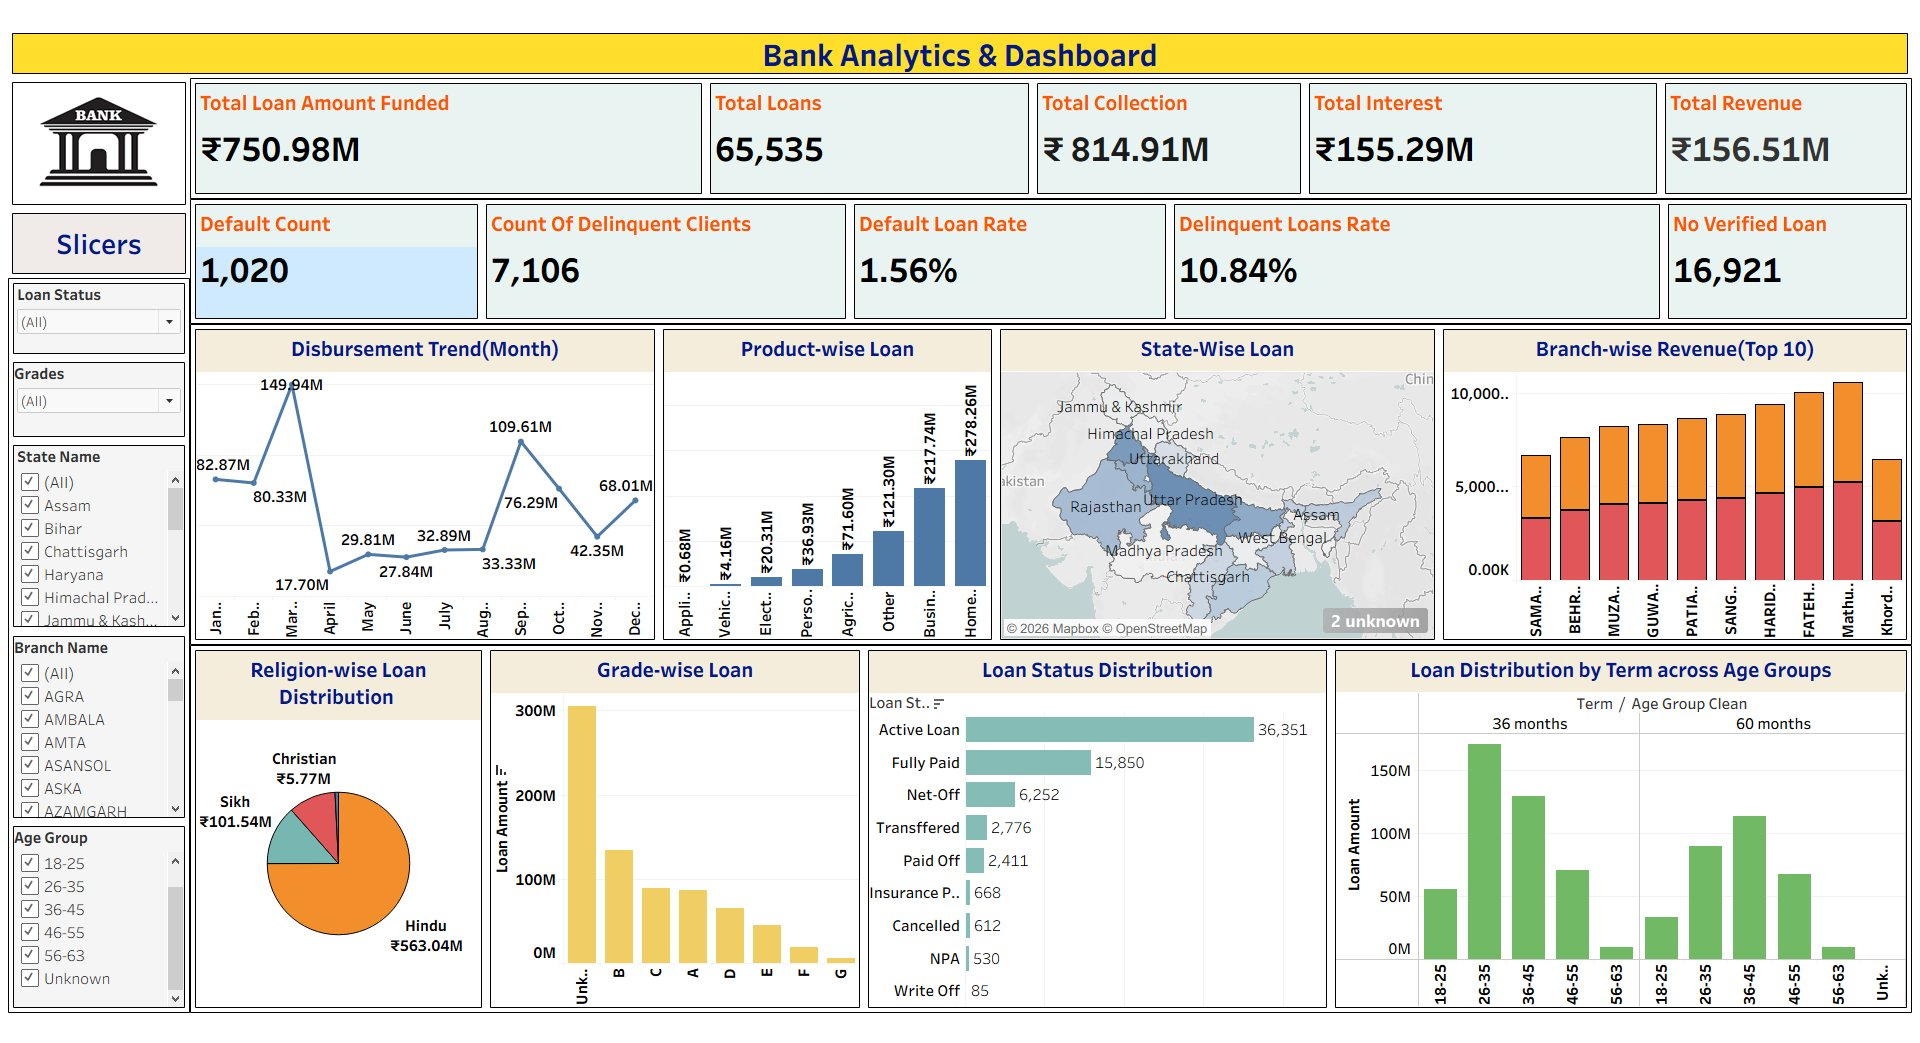 Bank Analytics & Dashboard
BANK
Total Loan Amount Funded
₹750.98M
Total Loans
65,535
Total Collection
₹ 814.91M
Total Interest
₹155.29M
Total Revenue
₹156.51M
Default Count
1,020
Count Of Delinquent Clients
7,106
Default Loan Rate
1.56%
Delinquent Loans Rate
10.84%
No Verified Loan
16,921
Slicers
Loan Status
(All)
Grades
(All)
State Name
(All)
Assam
Bihar
Chattisgarh
Haryana
Himachal Prad...
Jammu & Kash...
Branch Name
(All)
AGRA
AMBALA
AMTA
ASANSOL
ASKA
AZAMGARH
Age Group
18-25
26-35
36-45
46-55
56-63
Unknown
Disbursement Trend(Month)
149.94M
109.61M
82.87M
80.33M
76.29M
68.01M
29.81M
32.89M
42.35M
27.84M
33.33M
17.70M
Jan..
Feb..
Mar..
April
May
June
July
Aug..
Sep..
Oct..
Nov..
Dec..
Product-wise Loan
₹0.68M
₹4.16M
₹20.31M
₹36.93M
₹71.60M
₹121.30M
₹217.74M
₹278.26M
Appli..
Vehic..
Elect..
Perso..
Agric..
Other
Busin..
Home..
State-Wise Loan
Chin
Jammu & Kashmir
Himachal Pradesh
Uttarakhand
akistan
Rajasthan
Uttar Pradesh
Assam
West Bengal
Madhya Pradesh
Chattisgarh
2 unknown
© 2026 Mapbox © OpenStreetMap
Branch-wise Revenue(Top 10)
10,000..
5,000...
0.00K
SAMA..
BEHR..
MUZA..
GUWA..
PATIA..
SANG..
HARID..
FATEH..
Mathu..
Khord..
Religion-wise Loan
Distribution
Christian
₹5.77M
Sikh
₹101.54M
Hindu
₹563.04M
Grade-wise Loan
Loan Amount
300M
200M
100M
0M
Unk..
B
C
A
D
E
F
G
Loan Status Distribution
Loan St..
Active Loan 36,351
Fully Paid 15,850
Net-Off 6,252
Transffered 2,776
Paid Off 2,411
Insurance P.. 668
Cancelled 612
NPA 530
Write Off 85
Loan Distribution by Term across Age Groups
Term / Age Group Clean
36 months
60 months
Loan Amount
150M
100M
50M
0M
18-25
26-35
36-45
46-55
56-63
18-25
26-35
36-45
46-55
56-63
Unk..